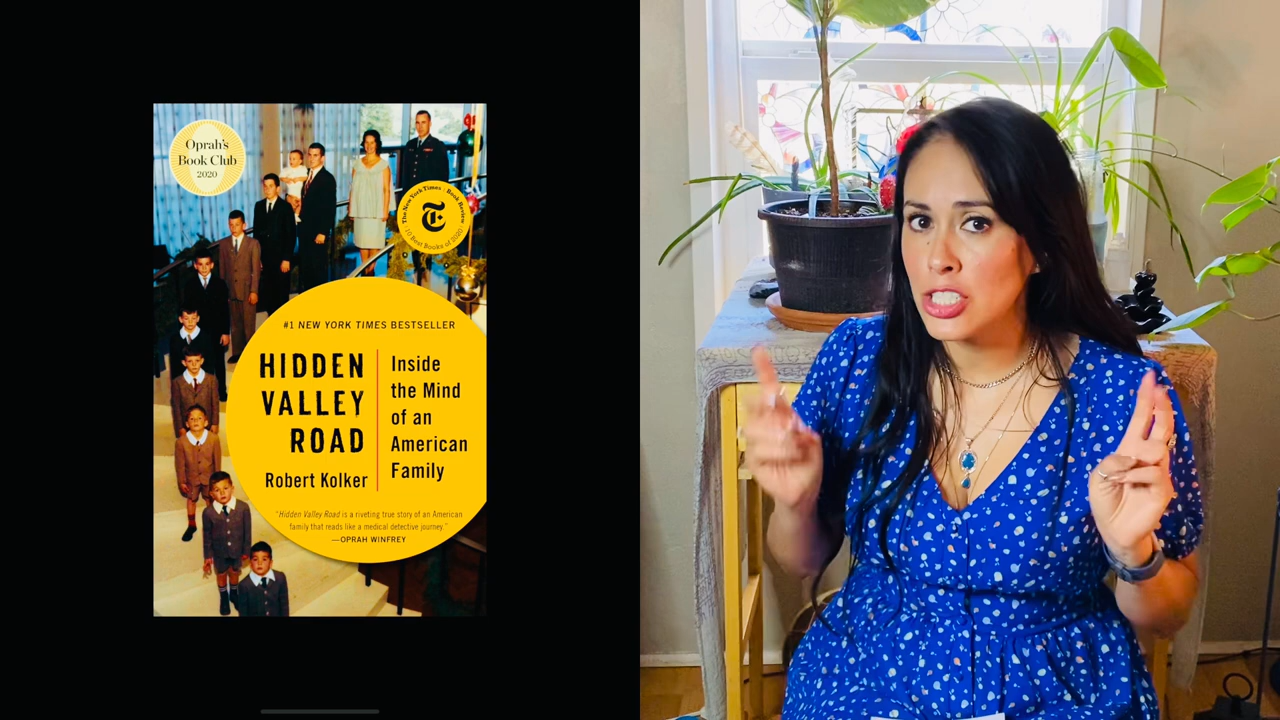 Oprah's
Book Club
2020
The New York Times Book Review
T
10 Best Books of 2020
#1 NEW YORK TIMES BESTSELLER
HIDDEN
VALLEY
ROAD
Inside
the Mind
of an
American
Family
Robert Kolker
"Hidden Valley Road is a riveting true story of an American
family that reads like a medical detective journey."
—OPRAH WINFREY